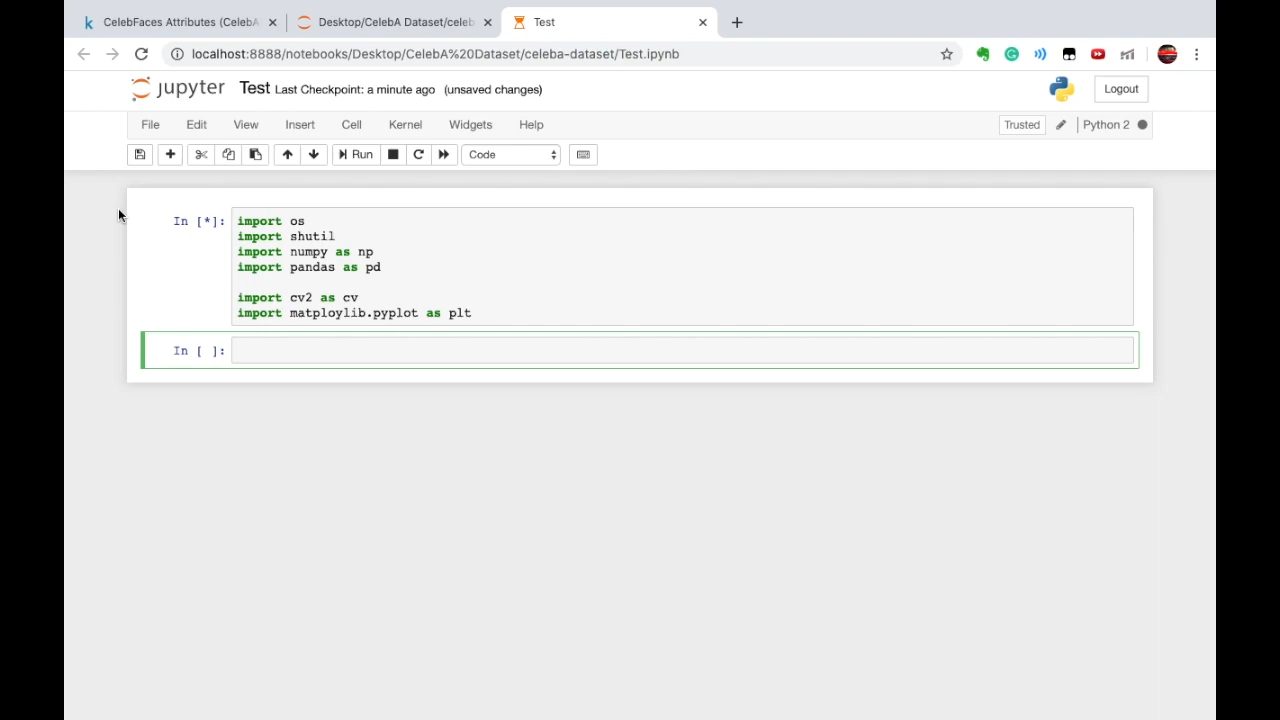 CelebFaces Attributes (CelebA
Desktop/CelebA Dataset/celeb
Test
localhost:8888/notebooks/Desktop/CelebA%20Dataset/celeba-dataset/Test.ipynb
jupyter Test Last Checkpoint: a minute ago (unsaved changes)
Logout
File Edit View Insert Cell Kernel Widgets Help
Trusted
Python 2
Run
Code
In [*]:
import os
import shutil
import numpy as np
import pandas as pd
import cv2 as cv
import matploylib.pyplot as plt
In [ ]: